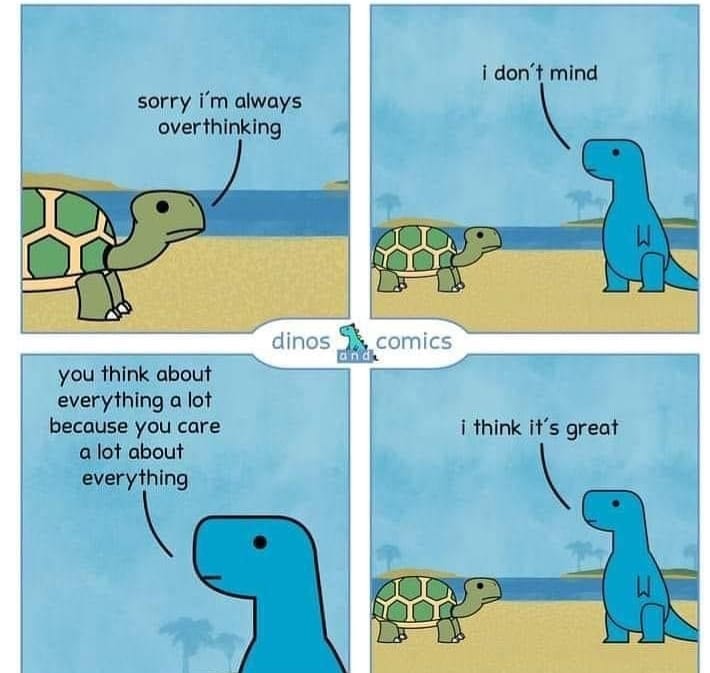 sorry i'm always
overthinking
i don't mind
dinos and comics
you think about
everything a lot
because you care
a lot about
everything
i think it's great